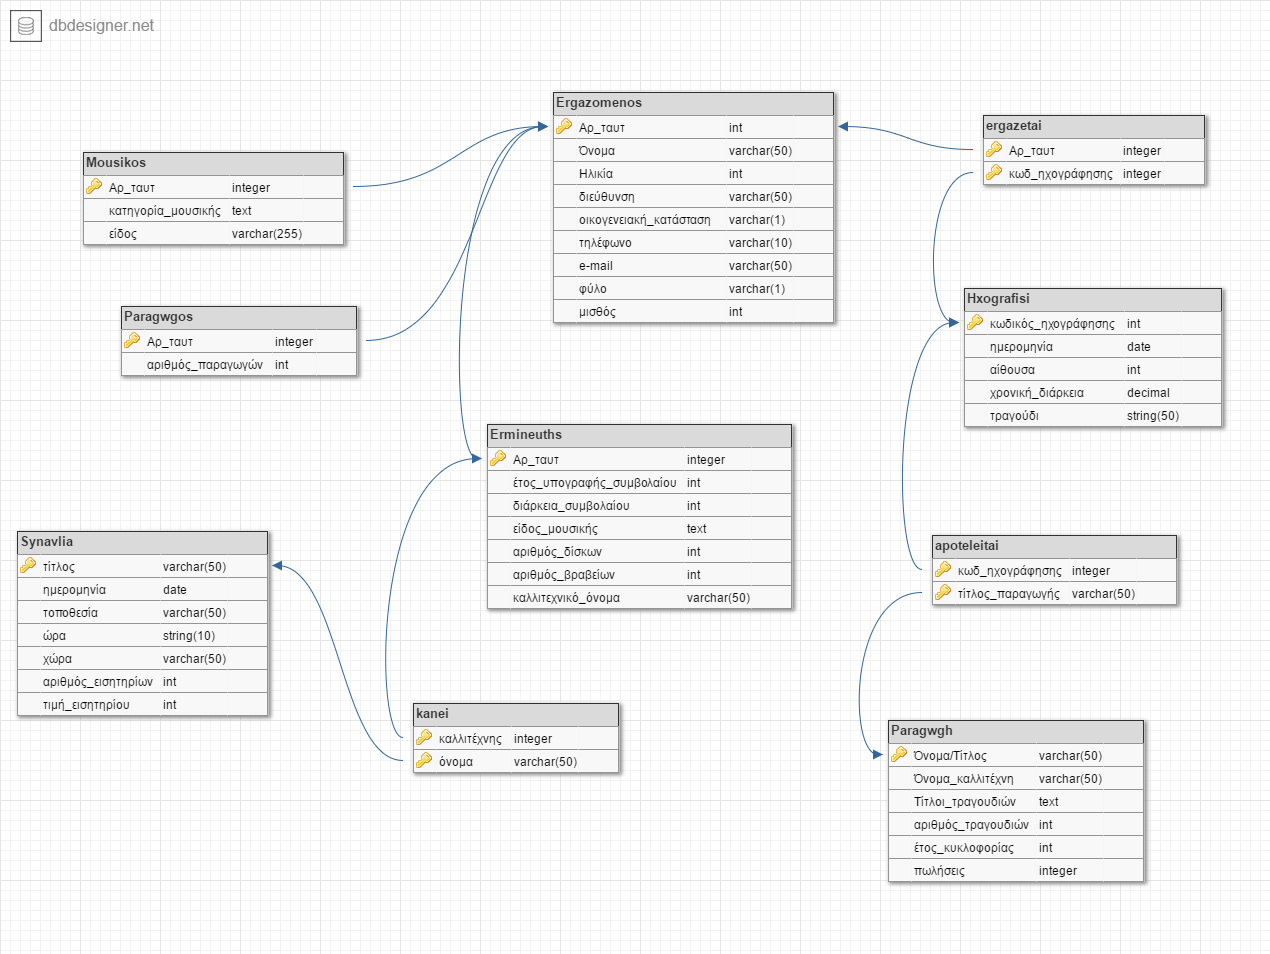 dbdesigner.net
Ergazomenos
Αρ_ταυτ int
Όνομα varchar(50)
Ηλικία int
διεύθυνση varchar(50)
οικογενειακή_κατάσταση varchar(1)
τηλέφωνο varchar(10)
e-mail varchar(50)
φύλο varchar(1)
μισθός int
ergazetai
Αρ_ταυτ integer
κωδ_ηχογράφησης integer
Mousikos
Αρ_ταυτ integer
κατηγορία_μουσικής text
είδος varchar(255)
Paragwgos
Αρ_ταυτ integer
αριθμός_παραγωγών int
Hxografisi
κωδικός_ηχογράφησης int
ημερομηνία date
αίθουσα int
χρονική_διάρκεια decimal
τραγούδι string(50)
Ermineuths
Αρ_ταυτ integer
έτος_υπογραφής_συμβολαίου int
διάρκεια_συμβολαίου int
είδος_μουσικής text
αριθμός_δίσκων int
αριθμός_βραβείων int
καλλιτεχνικό_όνομα varchar(50)
Synavlia
τίτλος varchar(50)
ημερομηνία date
τοποθεσία varchar(50)
ώρα string(10)
χώρα varchar(50)
αριθμός_εισητηρίων int
τιμή_εισητηρίου int
apoteleitai
κωδ_ηχογράφησης integer
τίτλος_παραγωγής varchar(50)
kanei
καλλιτέχνης integer
όνομα varchar(50)
Paragwgh
Όνομα/Τίτλος varchar(50)
Όνομα_καλλιτέχνη varchar(50)
Τίτλοι_τραγουδιών text
αριθμός_τραγουδιών int
έτος_κυκλοφορίας int
πωλήσεις integer